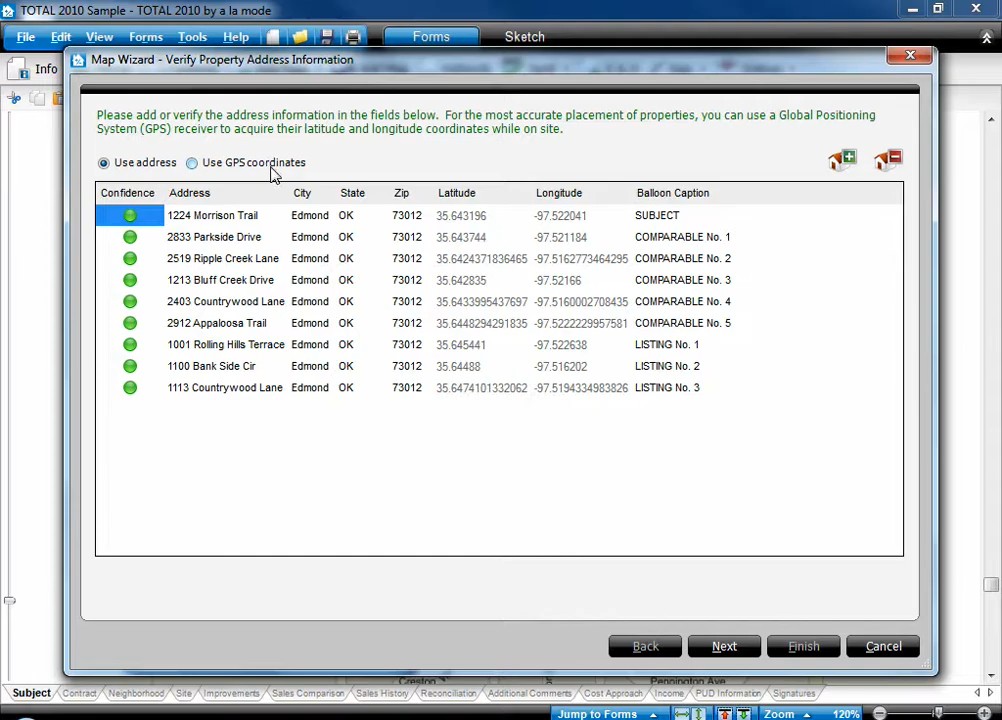 TOTAL 2010 Sample - TOTAL 2010 by a la mode
File Edit View Forms Tools Help Forms Sketch
Info
Map Wizard - Verify Property Address Information
Please add or verify the address information in the fields below. For the most accurate placement of properties, you can use a Global Positioning
System (GPS) receiver to acquire their latitude and longitude coordinates while on site.
Use address Use GPS coordinates
Confidence Address City State Zip Latitude Longitude Balloon Caption
1224 Morrison Trail Edmond OK 73012 35.643196 -97.522041 SUBJECT
2833 Parkside Drive Edmond OK 73012 35.643744 -97.521184 COMPARABLE No. 1
2519 Ripple Creek Lane Edmond OK 73012 35.6424371836465 -97.5162773464295 COMPARABLE No. 2
1213 Bluff Creek Drive Edmond OK 73012 35.642835 -97.52166 COMPARABLE No. 3
2403 Countrywood Lane Edmond OK 73012 35.6433995437697 -97.5160002708435 COMPARABLE No. 4
2912 Appaloosa Trail Edmond OK 73012 35.6448294291835 -97.5222229957581 COMPARABLE No. 5
1001 Rolling Hills Terrace Edmond OK 73012 35.645441 -97.522638 LISTING No. 1
1100 Bank Side Cir Edmond OK 73012 35.64488 -97.516202 LISTING No. 2
1113 Countrywood Lane Edmond OK 73012 35.6474101332062 -97.5194334983826 LISTING No. 3
Back Next Finish Cancel
Subject Contract Neighborhood Site Improvements Sales Comparison Sales History Reconciliation Additional Comments Cost Approach Income PUD Information Signatures
Jump to Forms Zoom 120%